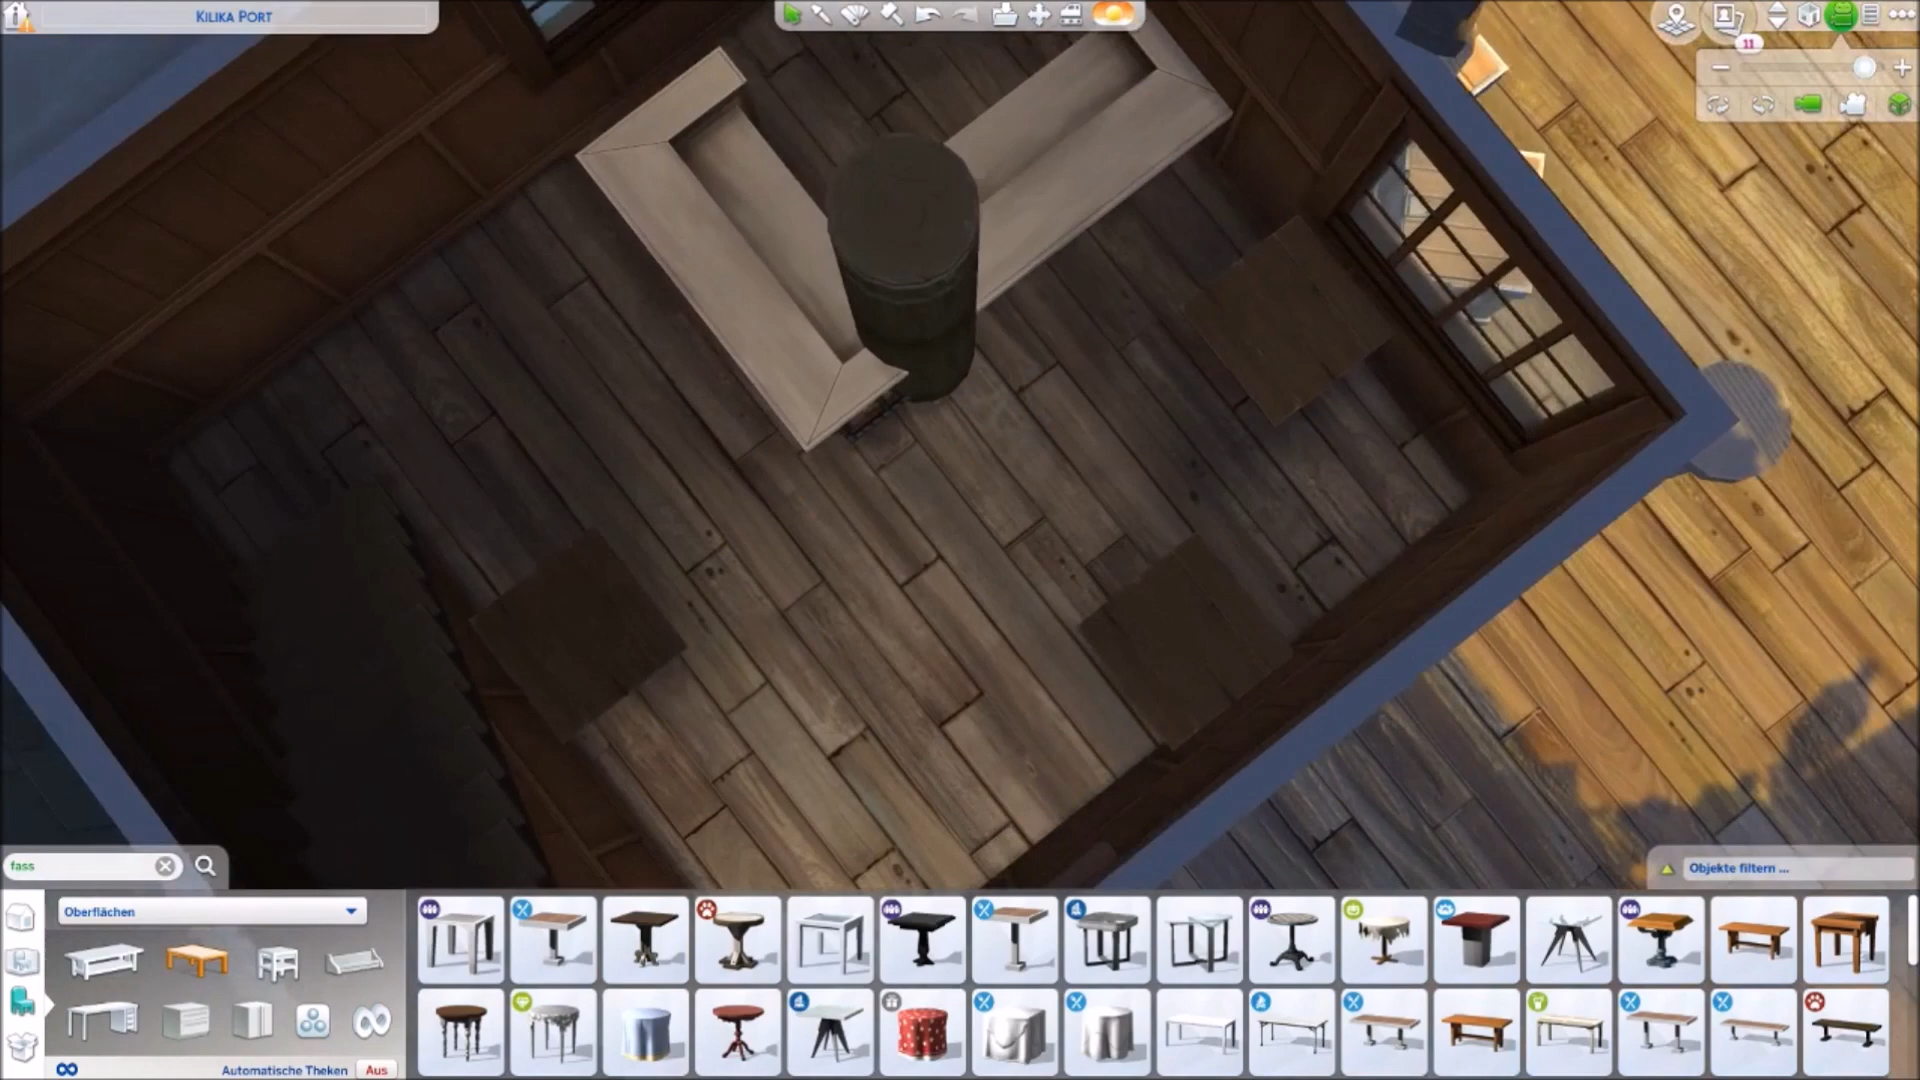 KILIKA PORT
11
fass
Objekte filtern ...
Oberflächen
Automatische Theken Aus